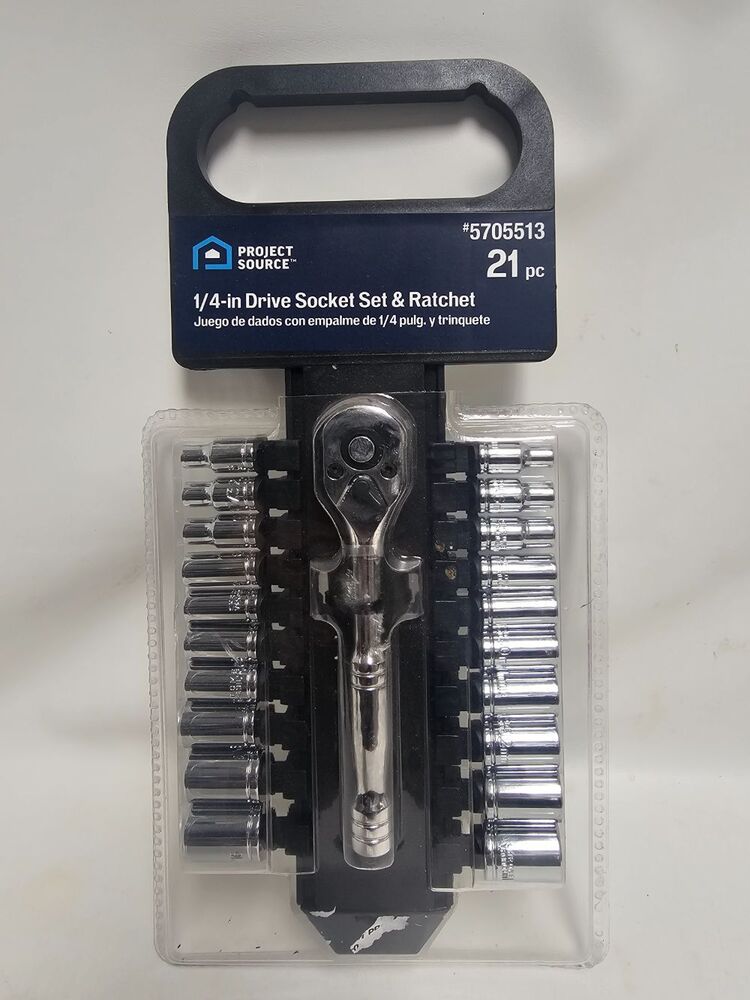 #5705513
PROJECT
SOURCE™
21 pc
1/4-in Drive Socket Set & Ratchet
Juego de dados con empalme de 1/4 pulg. y trinquete